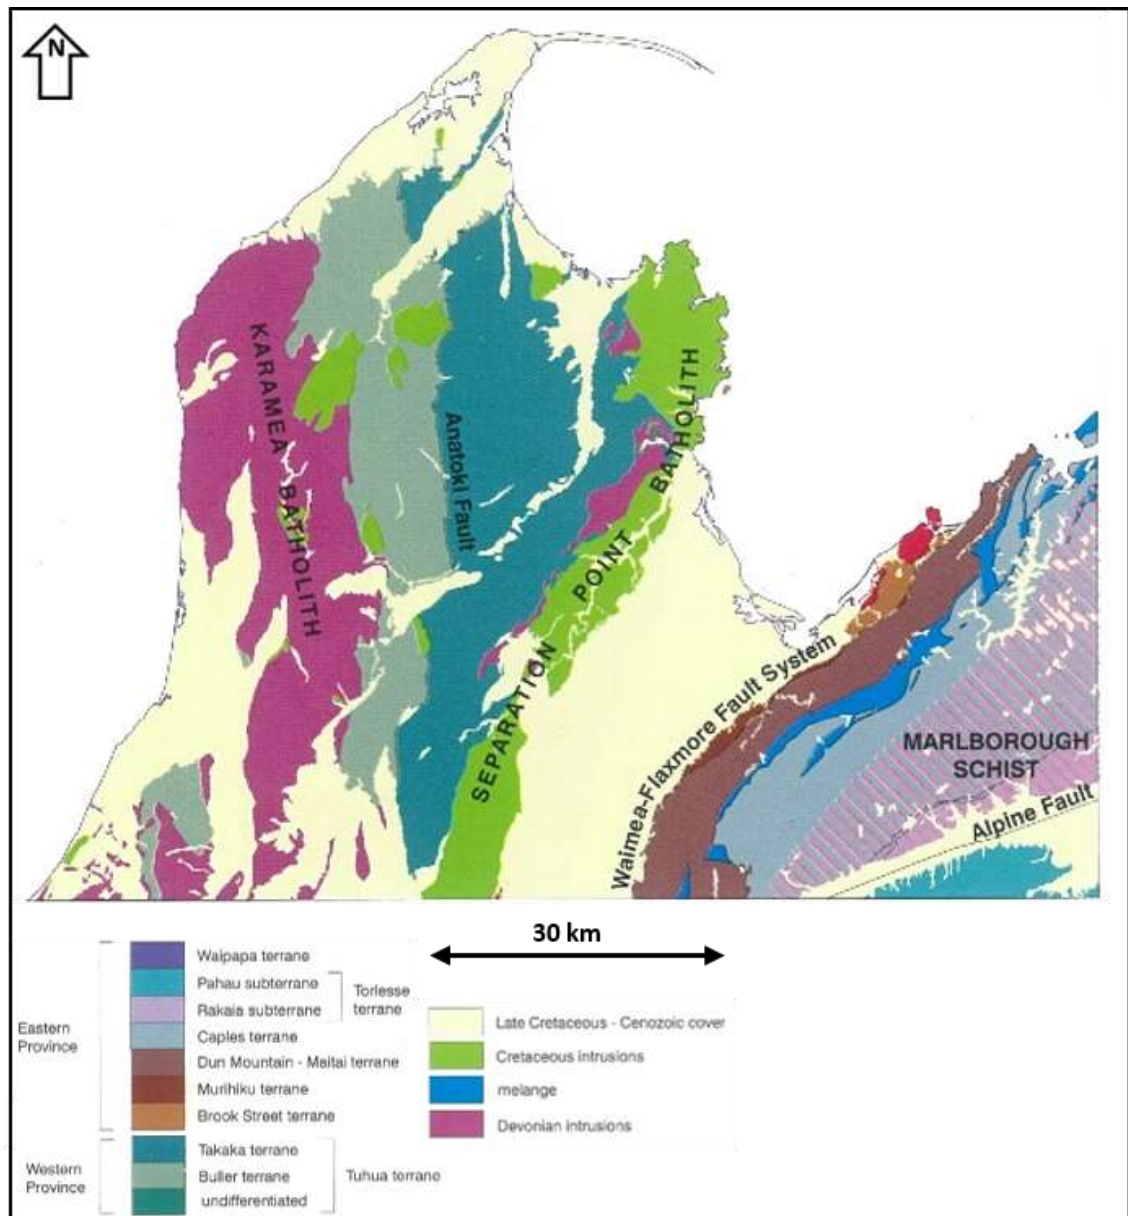 N
KARAMEA BATHOLITH
Anatoki Fault
SEPARATION POINT BATHOLITH
Waimea-Flaxmore Fault System
MARLBOROUGH
SCHIST
Alpine Fault
30 km
Eastern
Province
Waipapa terrane
Pahau subterrane
Rakaia subterrane
Torlesse
terrane
Caples terrane
Dun Mountain - Maitai terrane
Murihiku terrane
Brook Street terrane
Western
Province
Takaka terrane
Buller terrane
undifferentiated
Tuhua terrane
Late Cretaceous - Cenozoic cover
Cretaceous intrusions
melange
Devonian intrusions